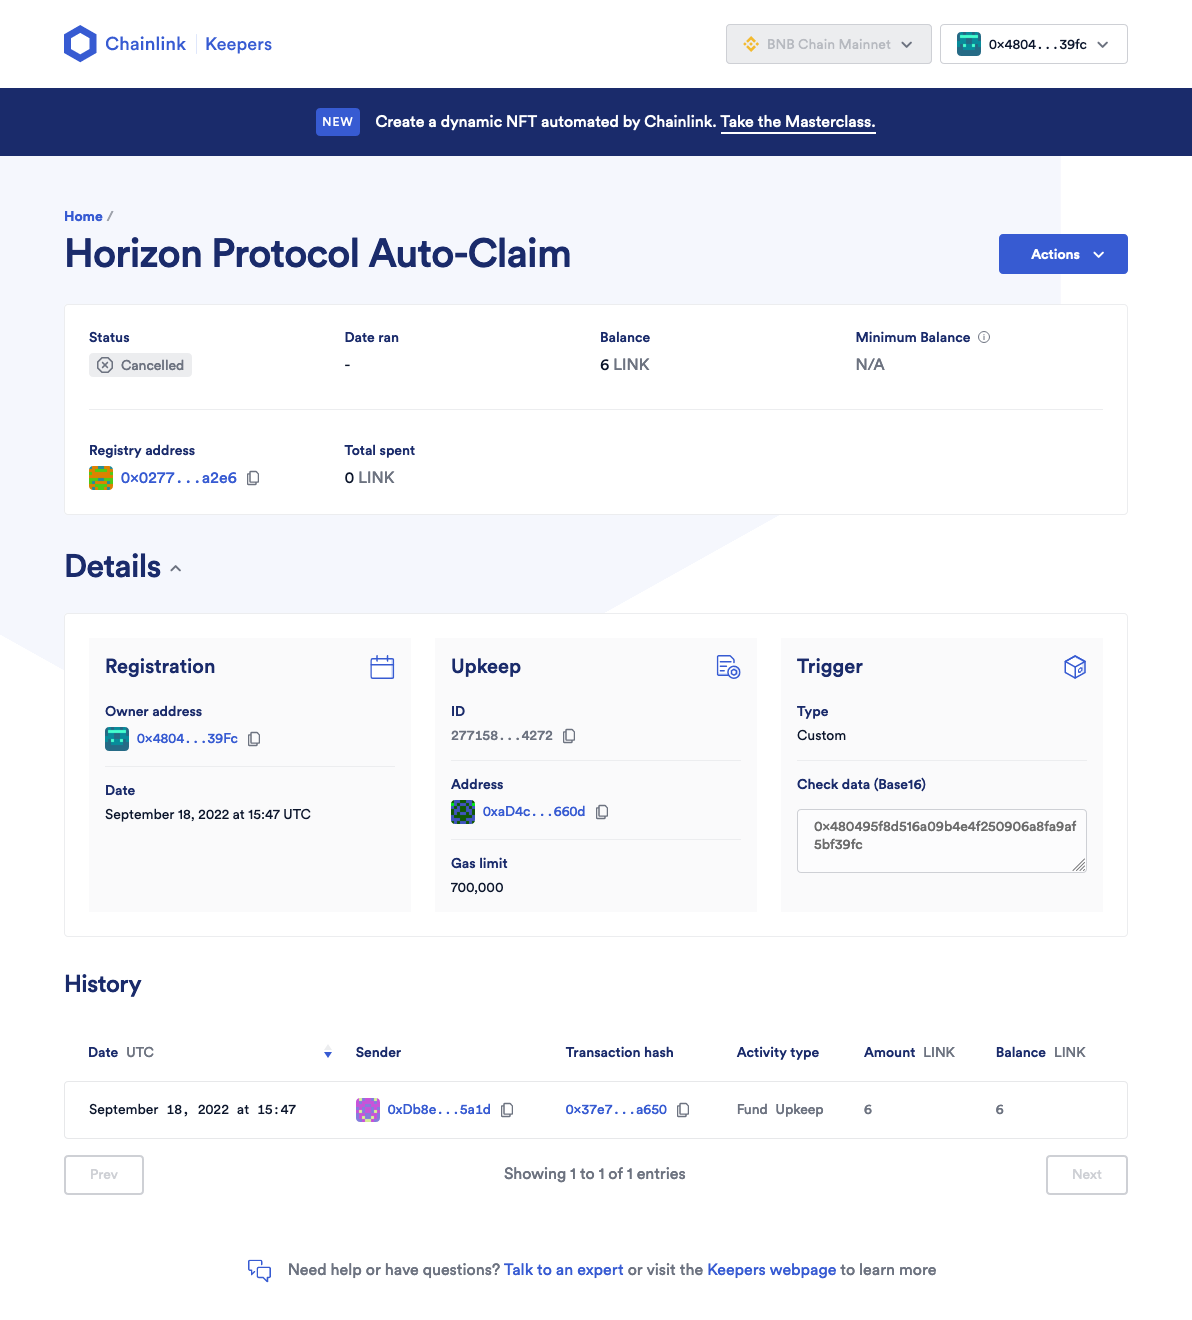 Chainlink | Keepers
BNB Chain Mainnet
0x4804...39fc
NEW
Create a dynamic NFT automated by Chainlink. Take the Masterclass.
Home /
Horizon Protocol Auto-Claim
Actions
Status
Date ran
Balance
Minimum Balance
Cancelled
-
6 LINK
N/A
Registry address
Total spent
0x0277...a2e6
0 LINK
Details
Registration
Owner address
0x4804...39Fc
Date
September 18, 2022 at 15:47 UTC
Upkeep
ID
277158...4272
Address
0xaD4c...660d
Gas limit
700,000
Trigger
Type
Custom
Check data (Base16)
0x480495f8d516a09b4e4f250906a8fa9af
5bf39fc
History
Date UTC
Sender
Transaction hash
Activity type
Amount LINK
Balance LINK
September 18, 2022 at 15:47
0xDb8e...5a1d
0x37e7...a650
Fund Upkeep
6
6
Prev
Showing 1 to 1 of 1 entries
Next
Need help or have questions? Talk to an expert or visit the Keepers webpage to learn more